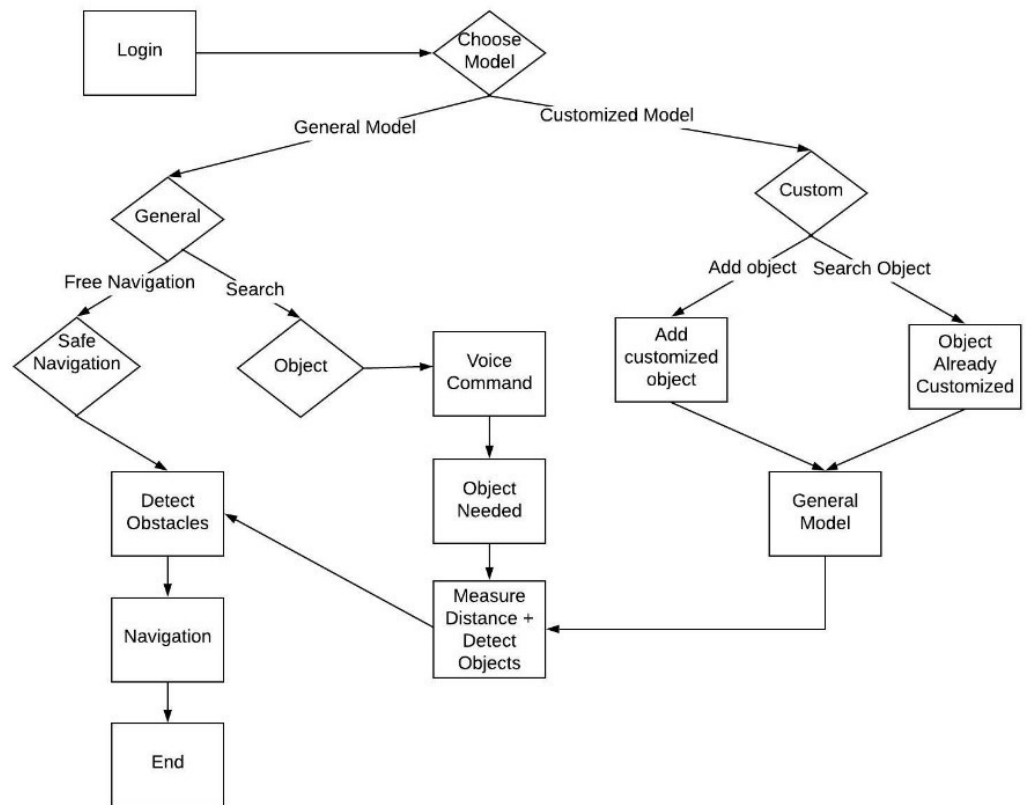 Login
Choose
Model
General Model
Customized Model
General
Custom
Free Navigation
Search
Add object
Search Object
Safe
Navigation
Object
Voice
Command
Add
customized
object
Object
Already
Customized
Detect
Obstacles
Object
Needed
General
Model
Navigation
Measure
Distance +
Detect
Objects
End